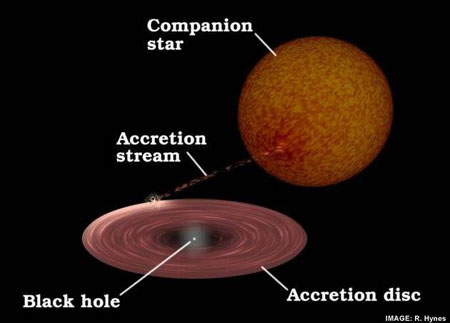 Companion
star
Accretion
stream
Black hole
Accretion disc
IMAGE: R. Hynes